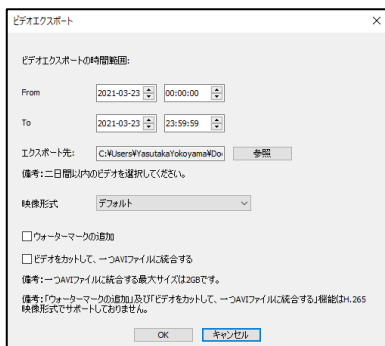 ビデオエクスポート
ビデオエクスポートの時間範囲:
From 2021-03-23 00:00:00
To 2021-03-23 23:59:59
エクスポート先: C:¥Users¥YasutakaYokoyama¥Do 参照
備考:二日間以内のビデオを選択してください。
映像形式 デフォルト
ウォーターマークの追加
ビデオをカットして、一つAVIファイルに統合する
備考:一つAVIファイルに統合する最大サイズは2GBです。
備考:「ウォーターマークの追加」及び「ビデオをカットして、一つAVIファイルに統合する」機能はH.265
映像形式でサポートしておりません。
OK キャンセル